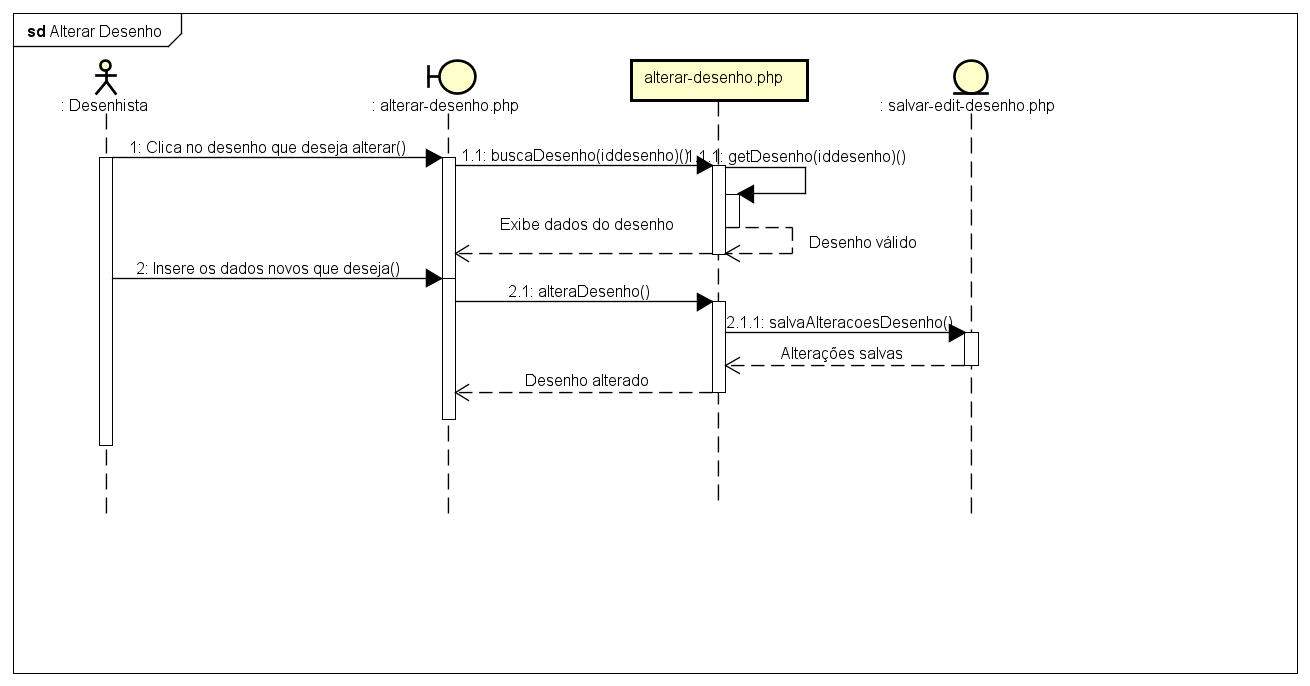 sd Alterar Desenho
: Desenhista
: alterar-desenho.php
alterar-desenho.php
: salvar-edit-desenho.php
1: Clica no desenho que deseja alterar()
1.1: buscaDesenho(iddesenho)()
1.1.1: getDesenho(iddesenho)()
Exibe dados do desenho
Desenho válido
2: Insere os dados novos que deseja()
2.1: alteraDesenho()
2.1.1: salvaAlteracoesDesenho()
Alterações salvas
Desenho alterado